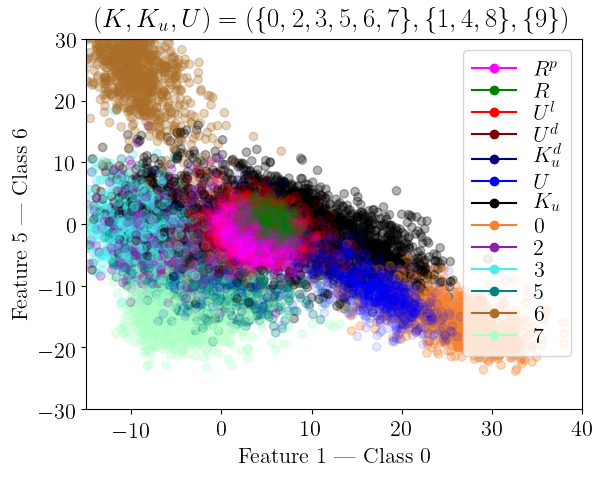 (K, K_u, U) = ({0, 2, 3, 5, 6, 7}, {1, 4, 8}, {9})
30
20
10
0
−10
−20
−30
Feature 5 — Class 6
−10
0
10
20
30
40
Feature 1 — Class 0
R^p
R
U^l
U^d
K_u^d
U
K_u
0
2
3
5
6
7